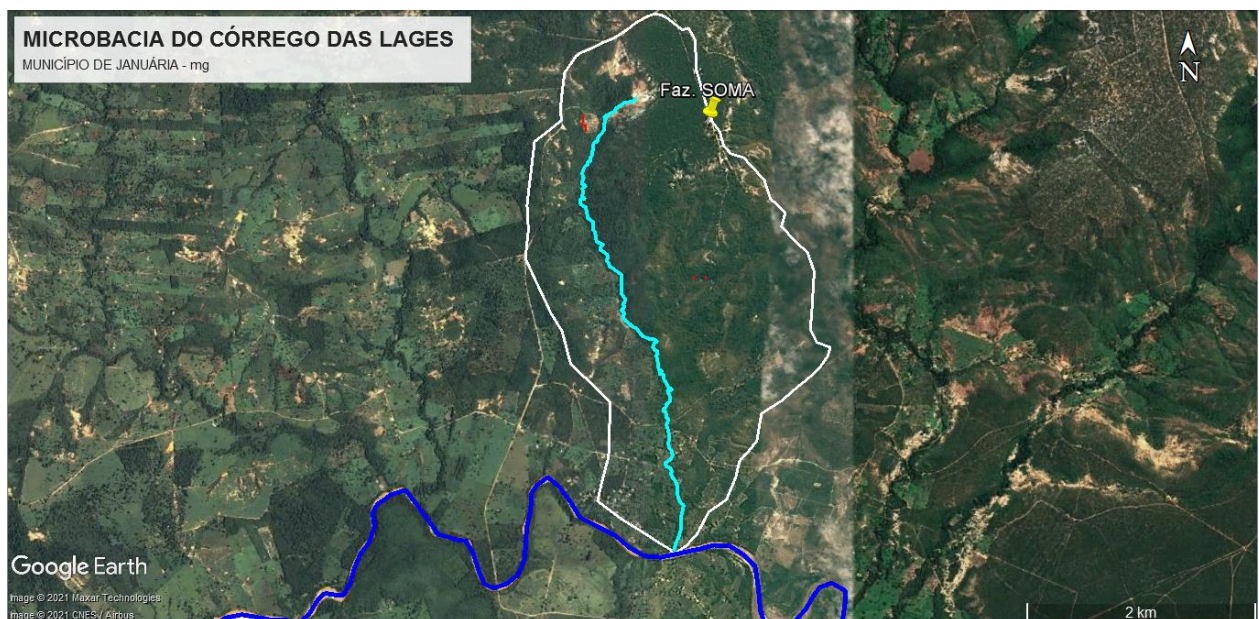 MICROBACIA DO CÓRREGO DAS LAGES
MUNICÍPIO DE JANUÁRIA - mg
N
Faz. SOMA
Google Earth
Image © 2021 Maxar Technologies
Image © 2021 CNES / Airbus
2 km